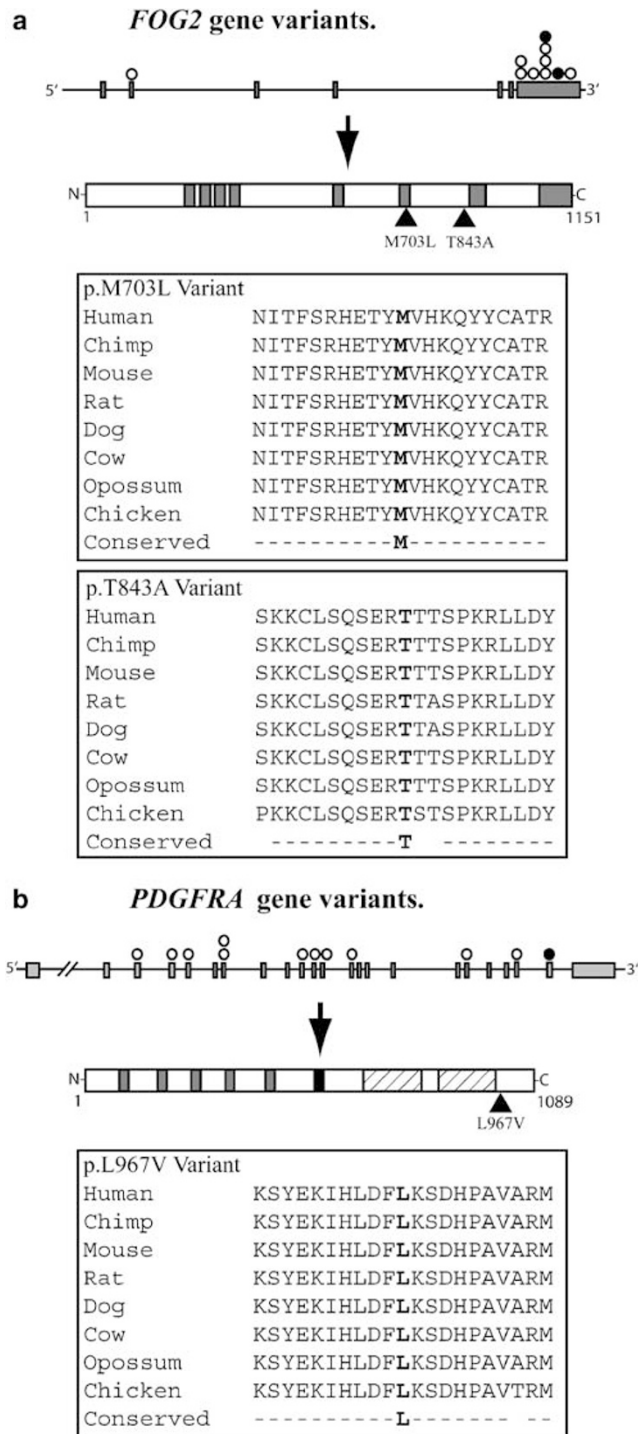 a FOG2 gene variants.
5′ 3′
N C
1 1151
M703L T843A
p.M703L Variant
Human NITFSRHETYMVHKQYYCATR
Chimp NITFSRHETYMVHKQYYCATR
Mouse NITFSRHETYMVHKQYYCATR
Rat NITFSRHETYMVHKQYYCATR
Dog NITFSRHETYMVHKQYYCATR
Cow NITFSRHETYMVHKQYYCATR
Opossum NITFSRHETYMVHKQYYCATR
Chicken NITFSRHETYMVHKQYYCATR
Conserved ----------M----------
p.T843A Variant
Human SKKCLSQSERTTTSPKRLLDY
Chimp SKKCLSQSERTTTSPKRLLDY
Mouse SKKCLSQSERTTTSPKRLLDY
Rat SKKCLSQSERTTASPKRLLDY
Dog SKKCLSQSERTTASPKRLLDY
Cow SKKCLSQSERTTTSPKRLLDY
Opossum SKKCLSQSERTTTSPKRLLDY
Chicken PKKCLSQSERTSTSPKRLLDY
Conserved ---------T  --------
b PDGFRA gene variants.
5′ 3′
N C
1 1089
L967V
p.L967V Variant
Human KSYEKIHLDFLKSDHPAVARM
Chimp KSYEKIHLDFLKSDHPAVARM
Mouse KSYEKIHLDFLKSDHPAVARM
Rat KSYEKIHLDFLKSDHPAVARM
Dog KSYEKIHLDFLKSDHPAVARM
Cow KSYEKIHLDFLKSDHPAVARM
Opossum KSYEKIHLDFLKSDHPAVARM
Chicken KSYEKIHLDFLKSDHPAVTRM
Conserved ----------L------- --